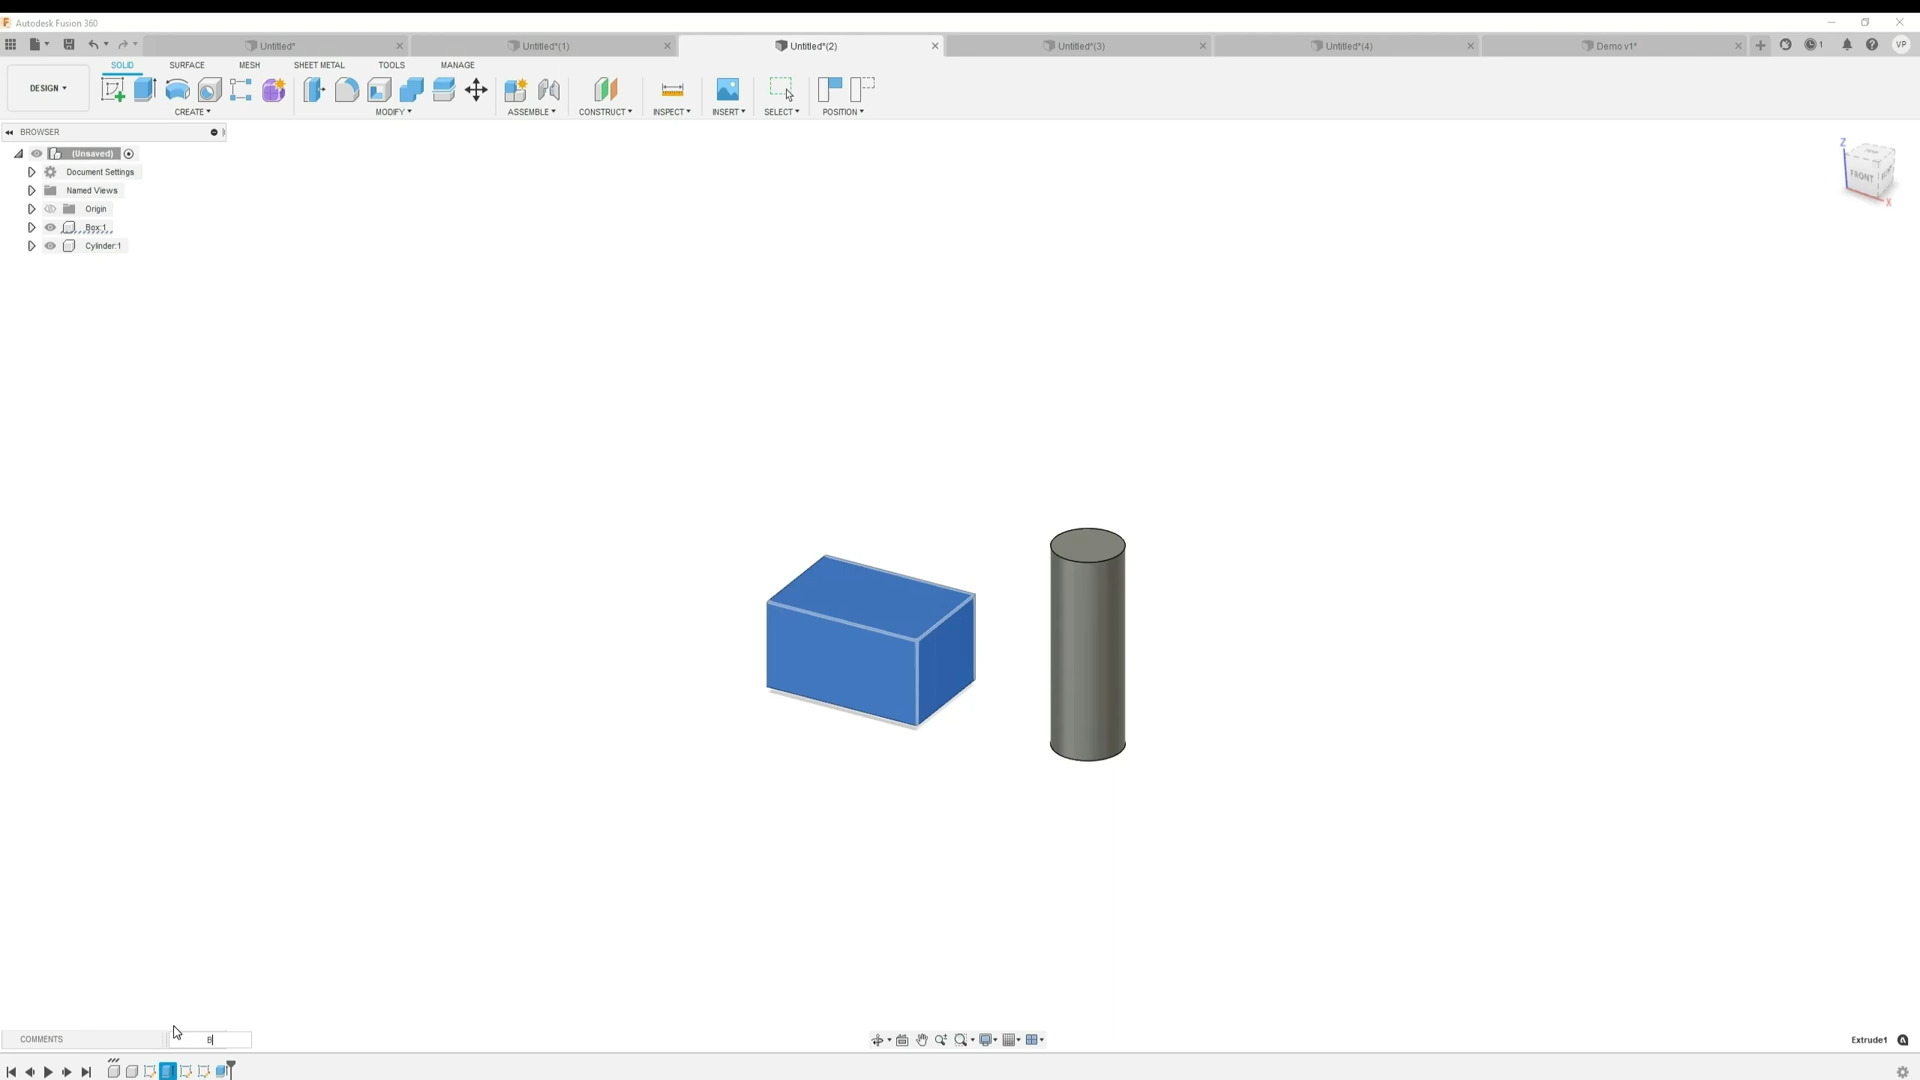 Autodesk Fusion 360
Untitled*
Untitled*(1)
Untitled*(2)
Untitled*(3)
Untitled*(4)
Demo v1*
1
VP
DESIGN
SOLID
SURFACE
MESH
SHEET METAL
TOOLS
MANAGE
CREATE
MODIFY
ASSEMBLE
CONSTRUCT
INSPECT
INSERT
SELECT
POSITION
BROWSER
(Unsaved)
Document Settings
Named Views
Origin
Box:1
Cylinder:1
Z
FRONT
X
COMMENTS
B
Extrude1